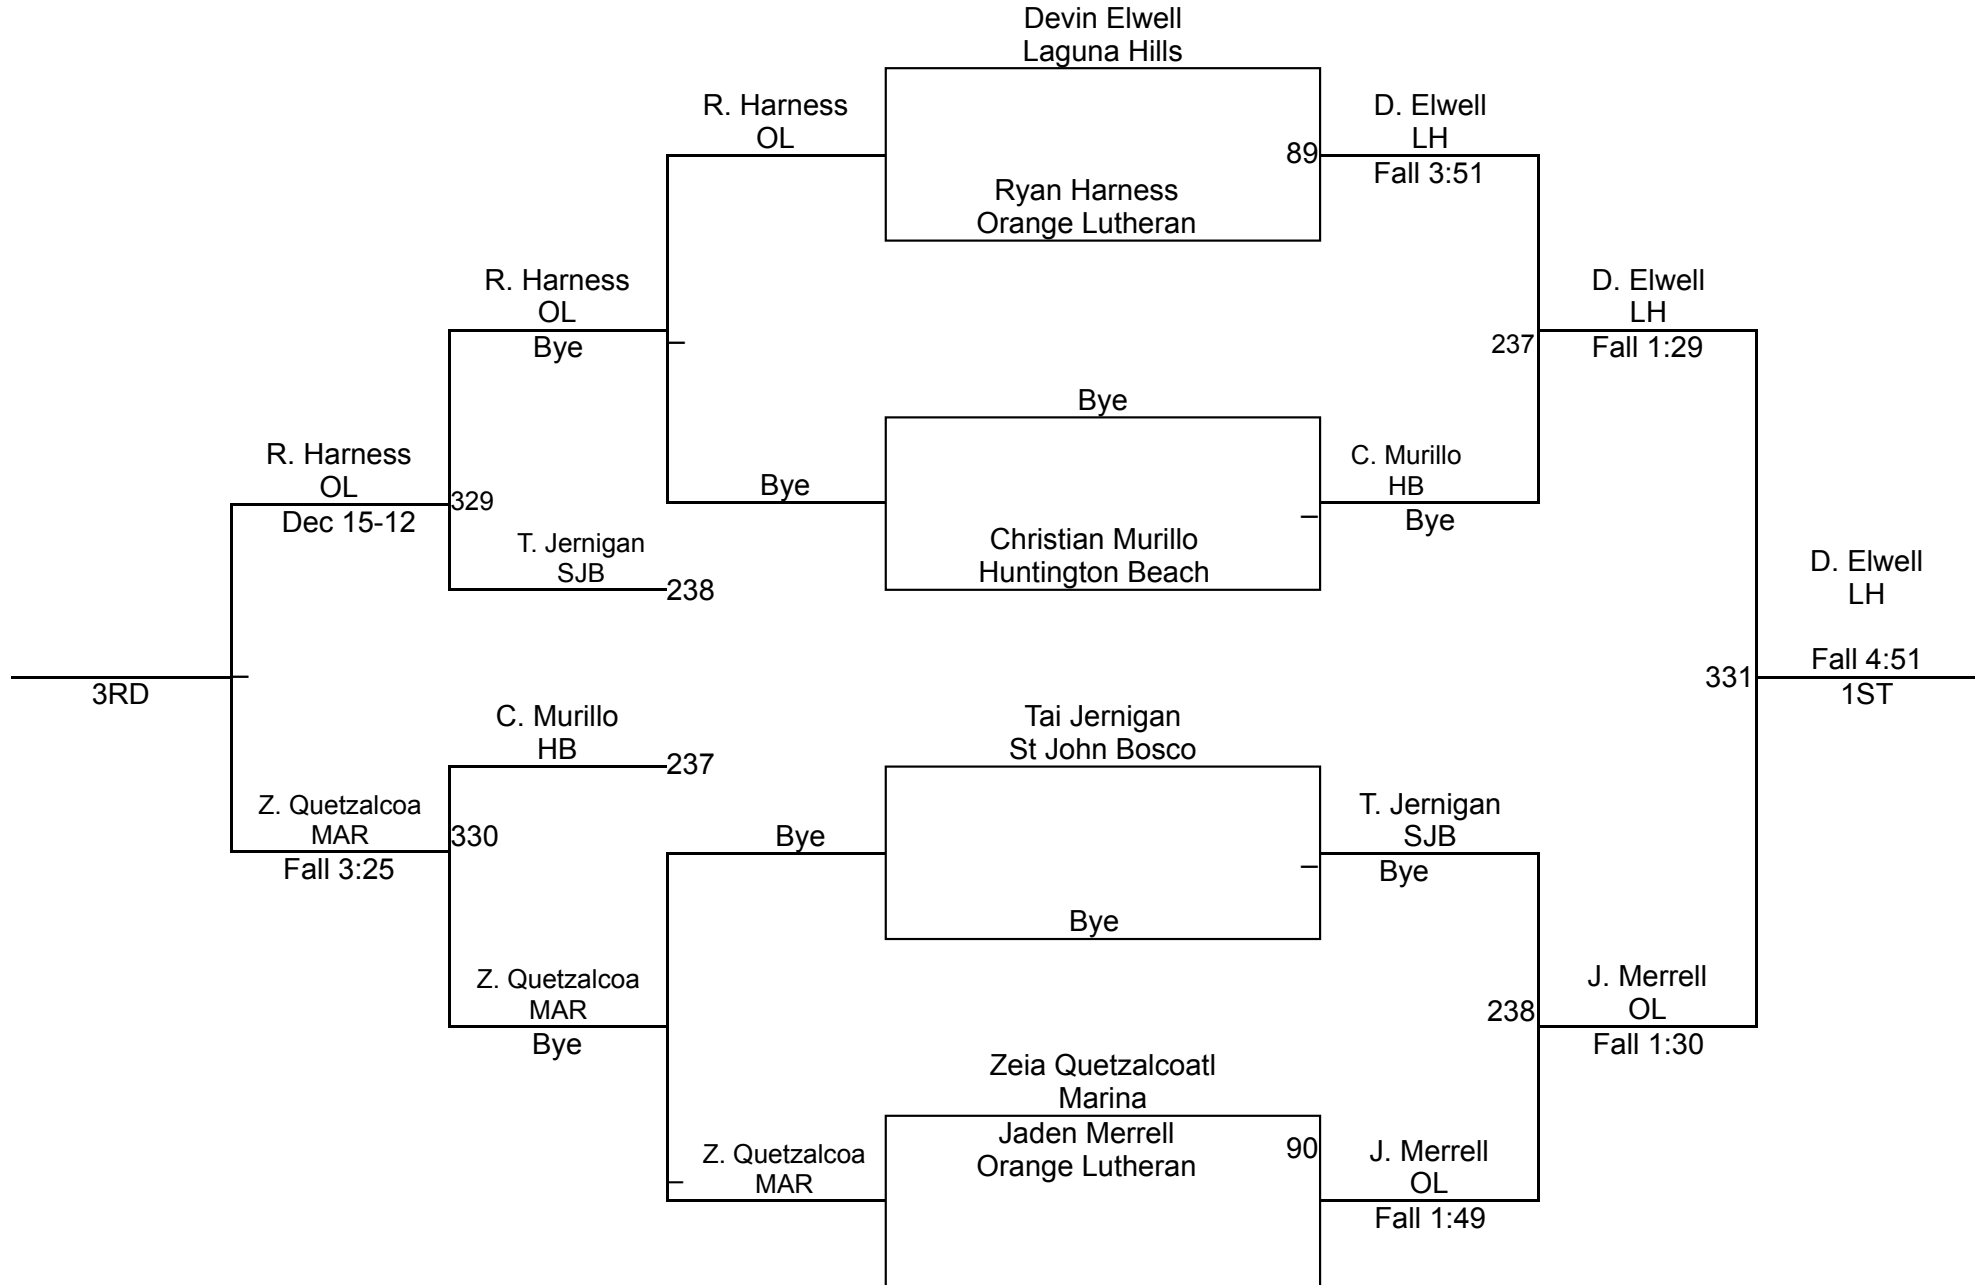 Devin Elwell
Laguna Hills
R. Harness
OL
D. Elwell
LH
89
Fall 3:51
Ryan Harness
Orange Lutheran
R. Harness
OL
Bye
D. Elwell
LH
237
Fall 1:29
Bye
R. Harness
OL
329
Dec 15-12
Bye
C. Murillo
HB
Bye
T. Jernigan
SJB
238
Christian Murillo
Huntington Beach
D. Elwell
LH
Fall 4:51
331
1ST
3RD
C. Murillo
HB
237
Tai Jernigan
St John Bosco
Z. Quetzalcoa
MAR
330
Fall 3:25
Bye
T. Jernigan
SJB
Bye
Bye
Z. Quetzalcoa
MAR
Bye
238
J. Merrell
OL
Fall 1:30
Zeia Quetzalcoatl
Marina
Jaden Merrell
Orange Lutheran
90
Z. Quetzalcoa
MAR
J. Merrell
OL
Fall 1:49